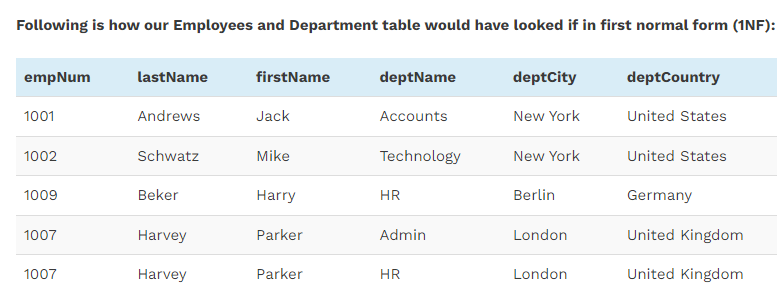 Following is how our Employees and Department table would have looked if in first normal form (1NF):
empNum lastName firstName deptName deptCity deptCountry
1001 Andrews Jack Accounts New York United States
1002 Schwatz Mike Technology New York United States
1009 Beker Harry HR Berlin Germany
1007 Harvey Parker Admin London United Kingdom
1007 Harvey Parker HR London United Kingdom